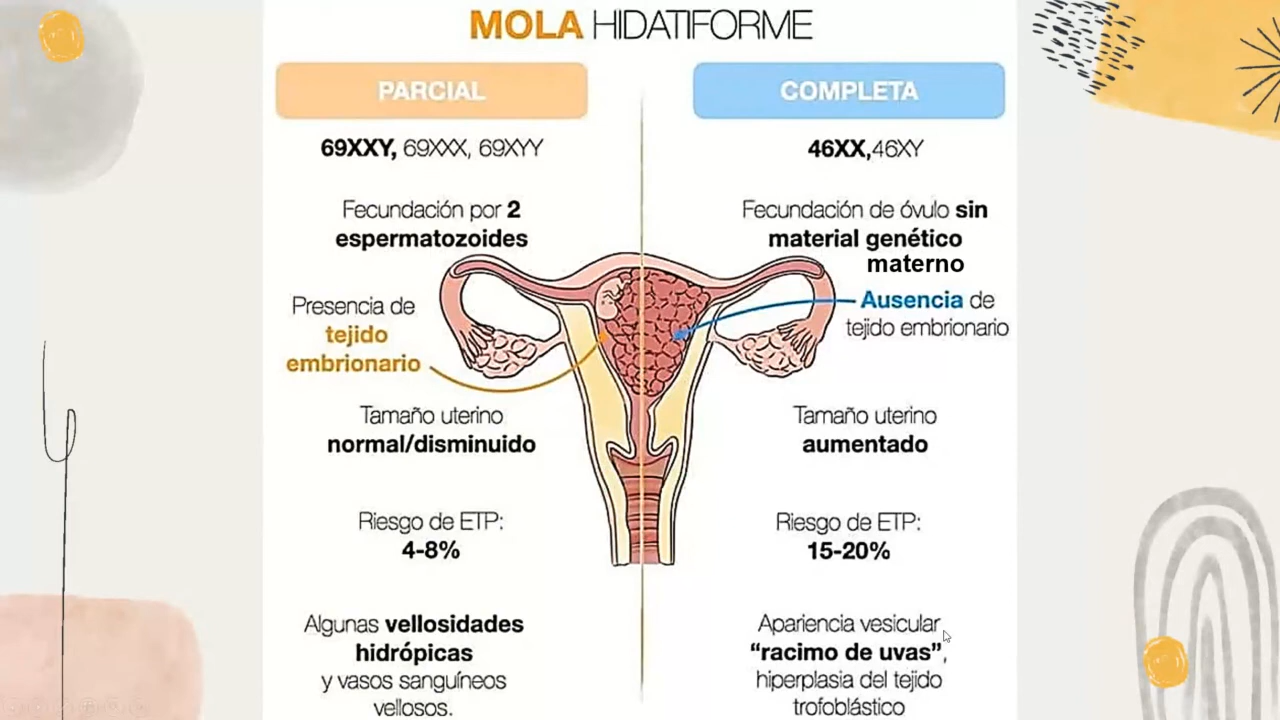 MOLA HIDATIFORME
PARCIAL
69XXY, 69XXX, 69XYY
Fecundación por 2
espermatozoides
Presencia de
tejido
embrionario
Tamaño uterino
normal/disminuido
Riesgo de ETP:
4-8%
Algunas vellosidades
hidrópicas
y vasos sanguíneos
vellosos.
COMPLETA
46XX,46XY
Fecundación de óvulo sin
material genético
materno
Ausencia de
tejido embrionario
Tamaño uterino
aumentado
Riesgo de ETP:
15-20%
Apariencia vesicular
“racimo de uvas”,
hiperplasia del tejido
trofoblástico